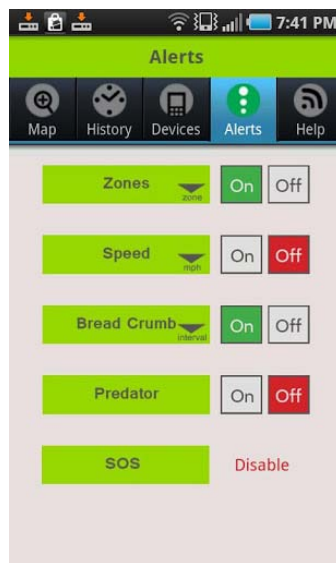 7:41 PM
Alerts
Map History Devices Alerts Help
Zones zone On Off
Speed mph On Off
Bread Crumb interval On Off
Predator On Off
SOS Disable